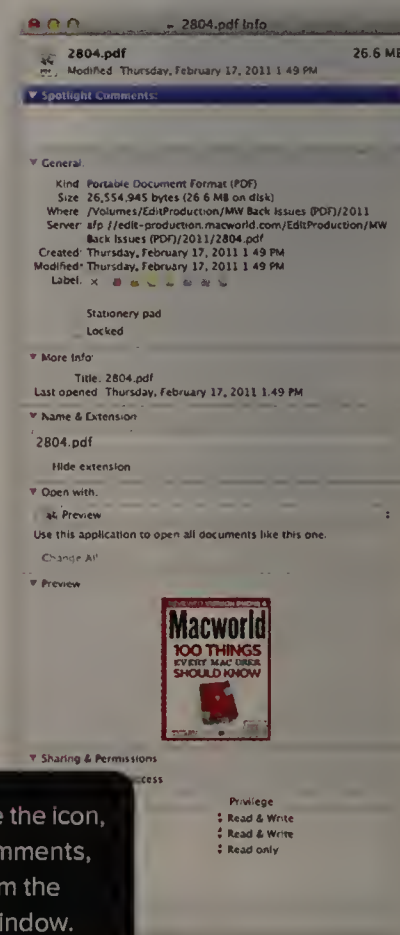 2804.pdf Info
2804.pdf 26.6 MB
Modified Thursday, February 17, 2011 1 49 PM
Spotlight Comments:
General:
Kind Portable Document Format (PDF)
Size 26,554,945 bytes (26 6 MB on disk)
Where /Volumes/EditProduction/MW Back Issues (PDF)/2011
Server: afp //edit-production.macworld.com/EditProduction/MW
Back Issues (PDF)/2011/2804.pdf
Created: Thursday, February 17, 2011 1 49 PM
Modified: Thursday, February 17, 2011 1 49 PM
Label: ×
Stationery pad
Locked
More Info:
Title. 2804.pdf
Last opened Thursday, February 17, 2011 1.49 PM
Name & Extension
2804.pdf
Hide extension
Open with.
Preview
Use this application to open all documents like this one.
Change All
Preview
Macworld
100 THINGS
EVERY MAC USER
SHOULD KNOW
Sharing & Permissions
Privilege
Read & Write
Read & Write
Read only
the icon,
mments,
m the
indow.